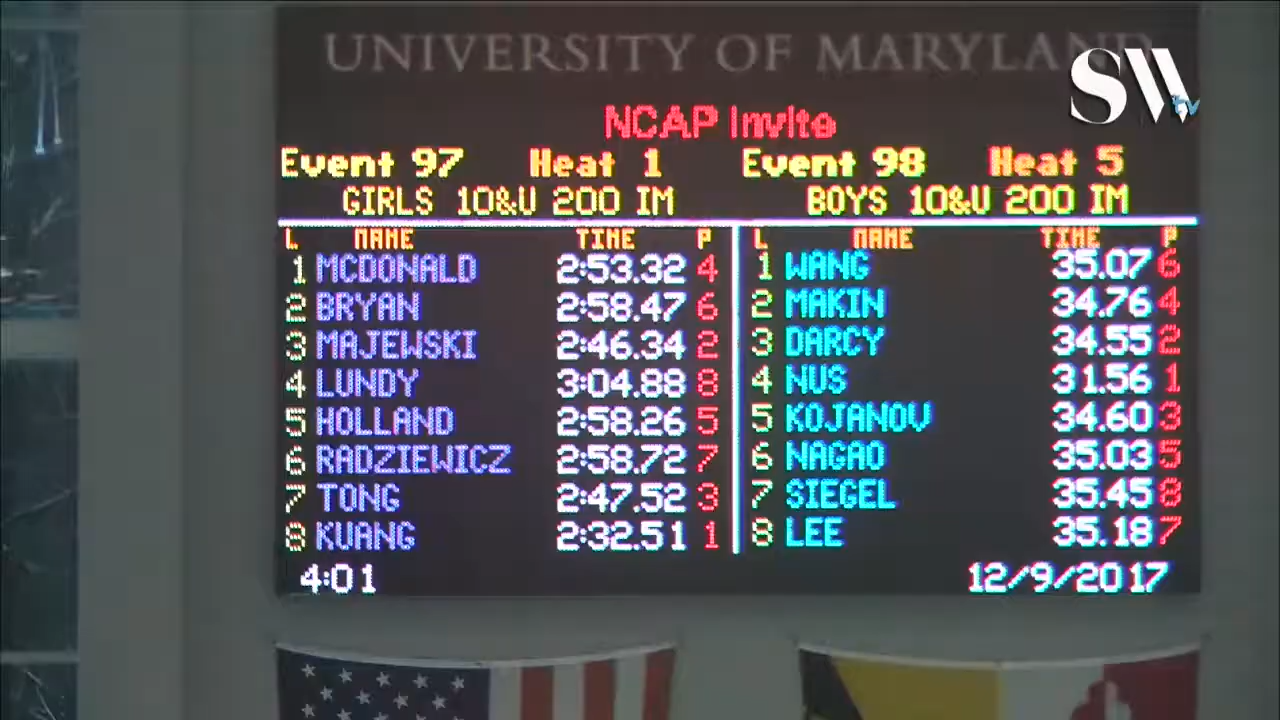 UNIVERSITY OF MARYLAND
SW
tv
NCAP Invite
Event 97 Heat 1 Event 98 Heat 5
GIRLS 10&U 200 IM BOYS 10&U 200 IM
L NAME TIME P L NAME TIME P
1 MCDONALD 2:53.32 4 1 WANG 35.07 6
2 BRYAN 2:58.47 6 2 MAKIN 34.76 4
3 MAJEWSKI 2:46.34 2 3 DARCY 34.55 2
4 LUNDY 3:04.88 8 4 NUS 31.56 1
5 HOLLAND 2:58.26 5 5 KOJANOV 34.60 3
6 RADZIEWICZ 2:58.72 7 6 NAGAO 35.03 5
7 TONG 2:47.52 3 7 SIEGEL 35.45 8
8 KUANG 2:32.51 1 8 LEE 35.18 7
4:01 12/9/2017